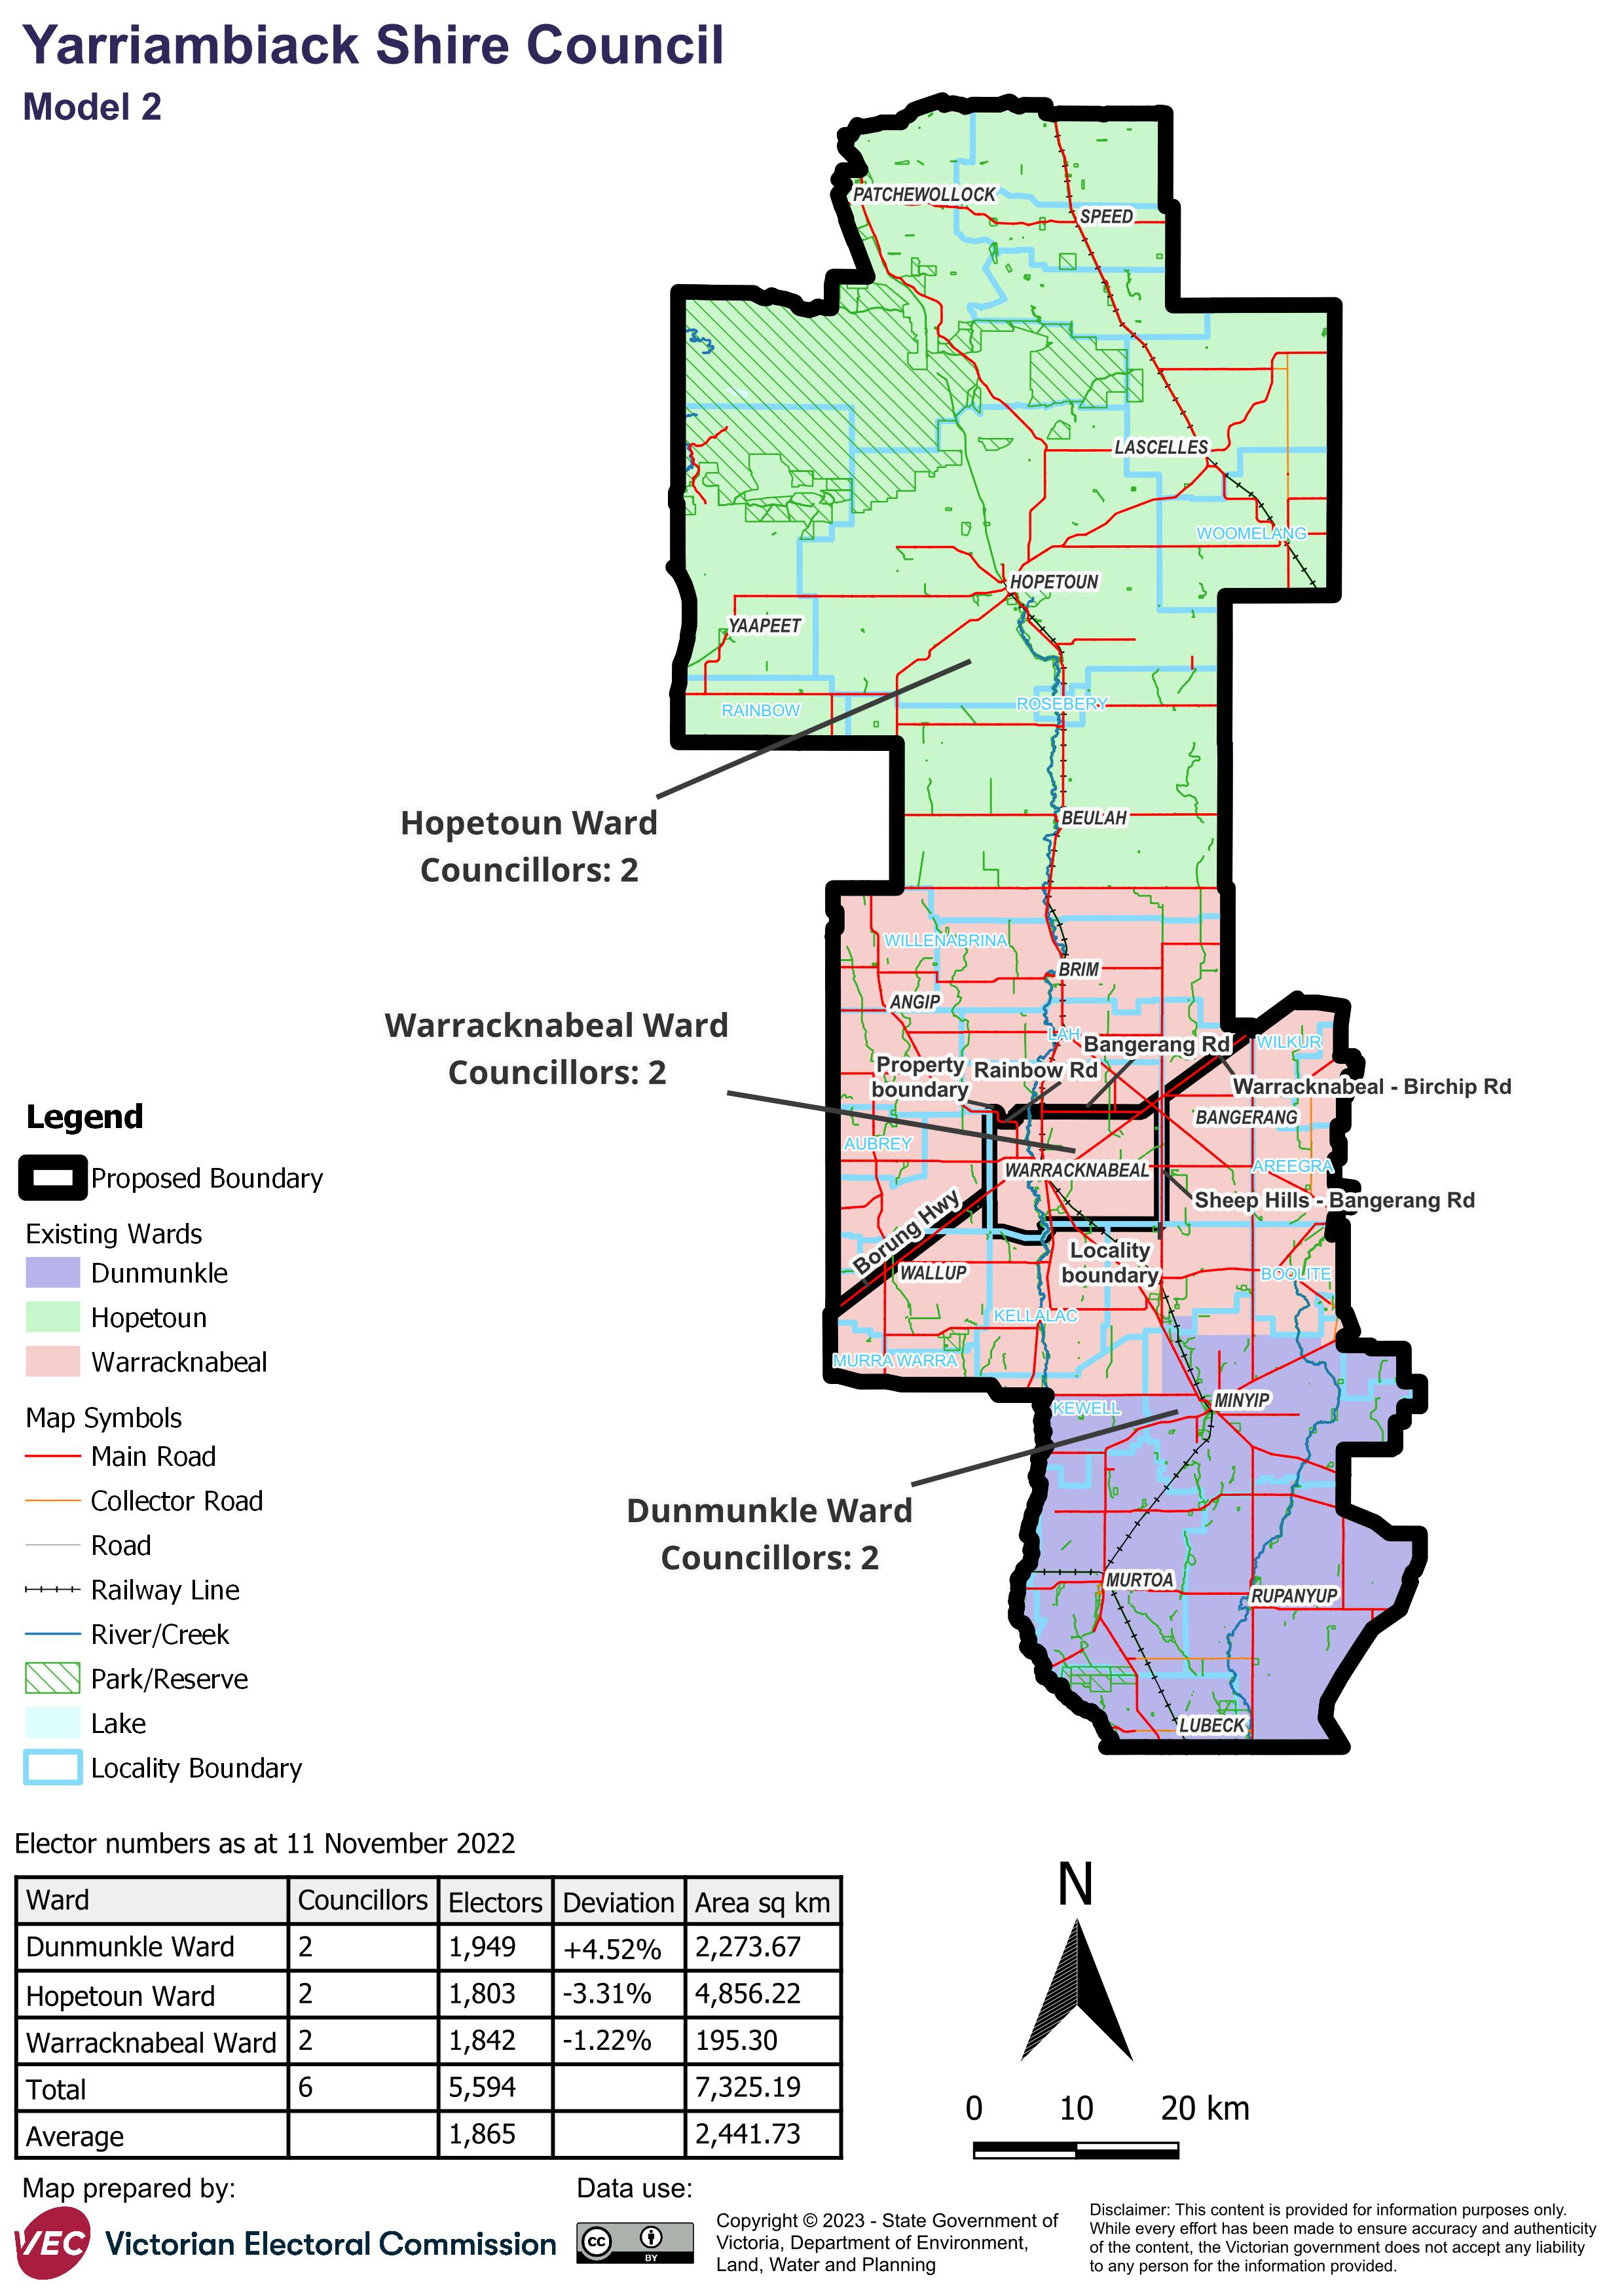 Yarriambiack Shire Council
Model 2
PATCHEWOLLOCK
SPEED
LASCELLES
WOOMELANG
HOPETOUN
YAAPEET
RAINBOW
ROSEBERY
Hopetoun Ward
Councillors: 2
BEULAH
WILLENABRINA
BRIM
ANGIP
Warracknabeal Ward
Councillors: 2
LAH
Bangerang Rd
WILKUR
Property
boundary
Rainbow Rd
Warracknabeal - Birchip Rd
BANGERANG
AUBREY
WARRACKNABEAL
AREEGRA
Sheep Hills - Bangerang Rd
Borung Hwy
Locality
boundary
WALLUP
BOOLITE
KELLALAC
MURRA WARRA
MINYIP
KEWELL
Dunmunkle Ward
Councillors: 2
MURTOA
RUPANYUP
LUBECK
Legend
Proposed Boundary
Existing Wards
Dunmunkle
Hopetoun
Warracknabeal
Map Symbols
Main Road
Collector Road
Road
Railway Line
River/Creek
Park/Reserve
Lake
Locality Boundary
Elector numbers as at 11 November 2022
Ward Councillors Electors Deviation Area sq km
Dunmunkle Ward 2 1,949 +4.52% 2,273.67
Hopetoun Ward 2 1,803 -3.31% 4,856.22
Warracknabeal Ward 2 1,842 -1.22% 195.30
Total 6 5,594 7,325.19
Average 1,865 2,441.73
N
0 10 20 km
Map prepared by:
VEC Victorian Electoral Commission
Data use:
cc BY
Copyright © 2023 - State Government of
Victoria, Department of Environment,
Land, Water and Planning
Disclaimer: This content is provided for information purposes only.
While every effort has been made to ensure accuracy and authenticity
of the content, the Victorian government does not accept any liability
to any person for the information provided.